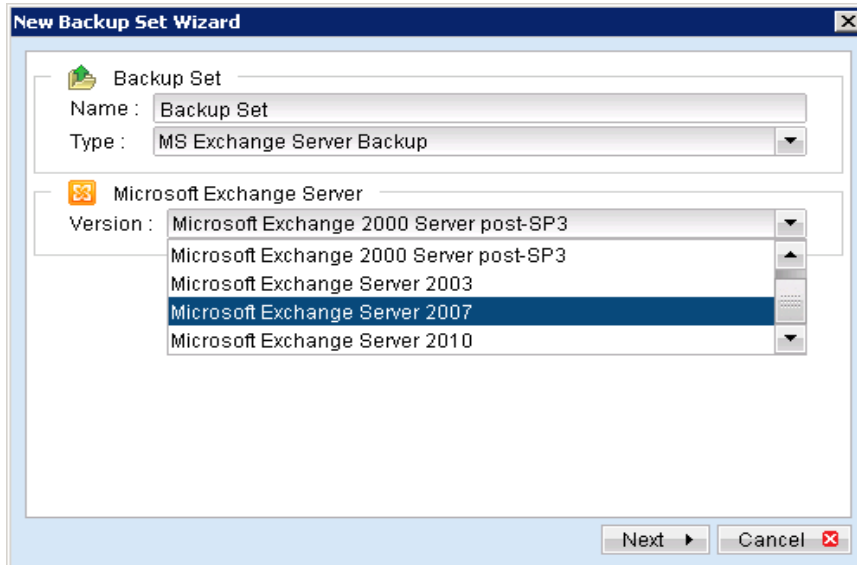 New Backup Set Wizard
Backup Set
Name : Backup Set
Type : MS Exchange Server Backup
Microsoft Exchange Server
Version : Microsoft Exchange 2000 Server post-SP3
Microsoft Exchange 2000 Server post-SP3
Microsoft Exchange Server 2003
Microsoft Exchange Server 2007
Microsoft Exchange Server 2010
Next Cancel